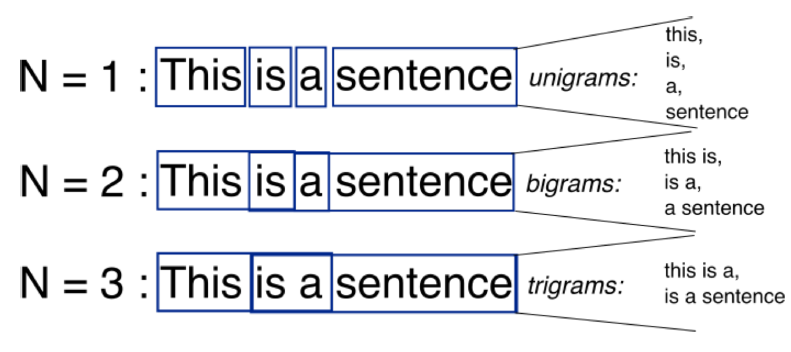 N = 1 : This is a sentence unigrams:
this,
is,
a,
sentence
N = 2 : This is a sentence bigrams:
this is,
is a,
a sentence
N = 3 : This is a sentence trigrams:
this is a,
is a sentence